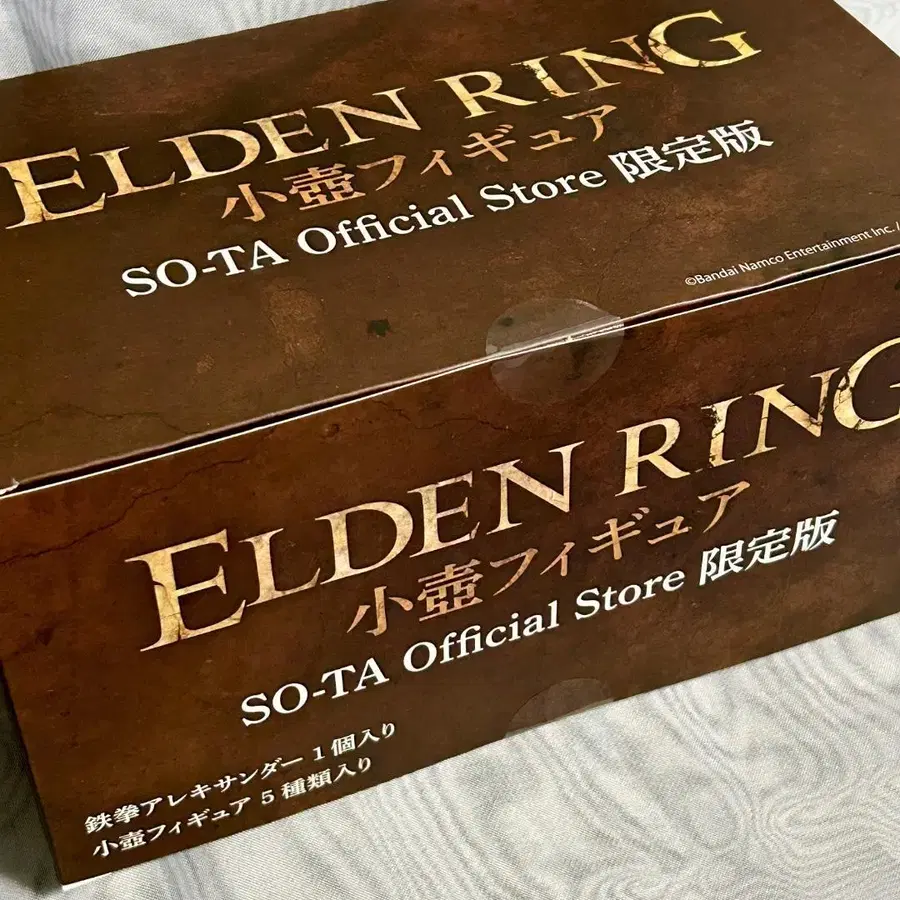 ELDEN RING
小壺フィギュア
SO-TA Official Store 限定版
©Bandai Namco Entertainment Inc. /
ELDEN RING
小壺フィギュア
SO-TA Official Store 限定版
鉄拳アレキサンダー 1個入り
小壺フィギュア 5種類入り